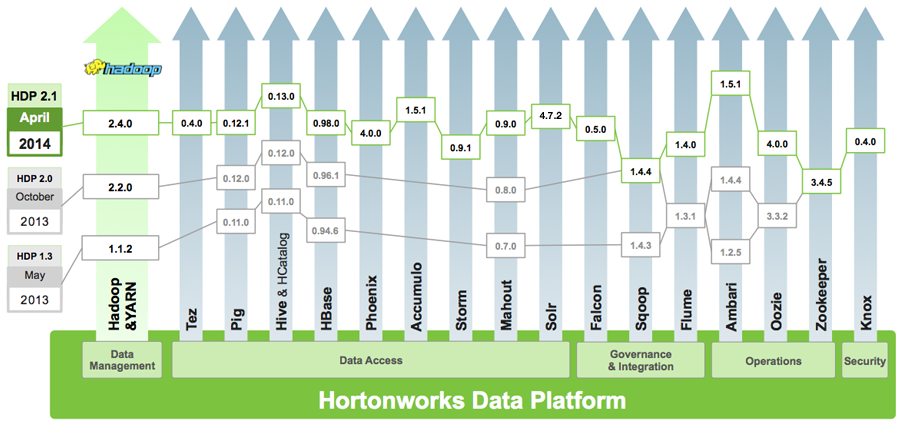 hadoop
HDP 2.1
April
2014
2.4.0
0.4.0
0.12.1
0.13.0
0.98.0
4.0.0
1.5.1
0.9.1
0.9.0
4.7.2
0.5.0
1.4.4
1.4.0
1.5.1
4.0.0
3.4.5
0.4.0
HDP 2.0
October
2013
2.2.0
0.12.0
0.12.0
0.96.1
0.8.0
1.3.1
1.4.4
3.3.2
HDP 1.3
May
2013
1.1.2
0.11.0
0.11.0
0.94.6
0.7.0
1.4.3
1.2.5
Hadoop
&YARN
Tez
Pig
Hive & HCatalog
HBase
Phoenix
Accumulo
Storm
Mahout
Solr
Falcon
Sqoop
Flume
Ambari
Oozie
Zookeeper
Knox
Data
Management
Data Access
Governance
& Integration
Operations
Security
Hortonworks Data Platform